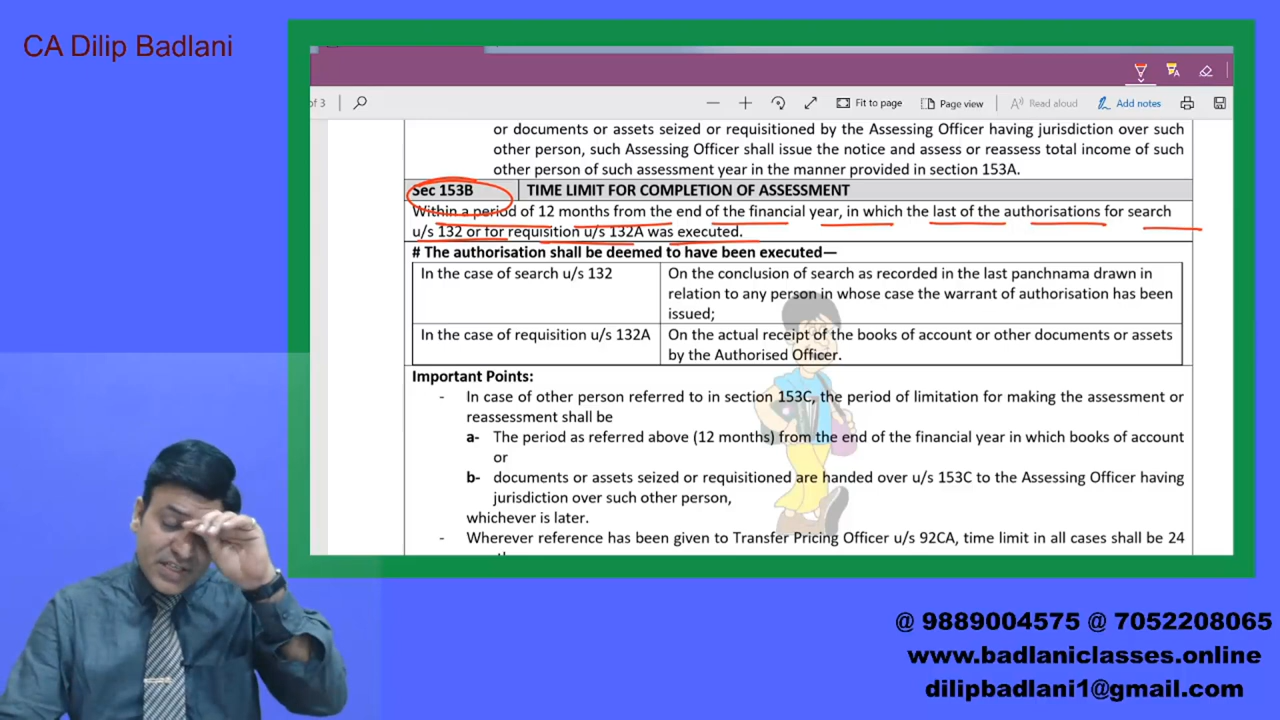 CA Dilip Badlani
of 3
Fit to page
Page view
Read aloud
Add notes
or documents or assets seized or requisitioned by the Assessing Officer having jurisdiction over such
other person, such Assessing Officer shall issue the notice and assess or reassess total income of such
other person of such assessment year in the manner provided in section 153A.
Sec 153B TIME LIMIT FOR COMPLETION OF ASSESSMENT
Within a period of 12 months from the end of the financial year, in which the last of the authorisations for search
u/s 132 or for requisition u/s 132A was executed.
# The authorisation shall be deemed to have been executed—
In the case of search u/s 132 On the conclusion of search as recorded in the last panchnama drawn in
relation to any person in whose case the warrant of authorisation has been
issued;
In the case of requisition u/s 132A On the actual receipt of the books of account or other documents or assets
by the Authorised Officer.
Important Points:
- In case of other person referred to in section 153C, the period of limitation for making the assessment or
reassessment shall be
a- The period as referred above (12 months) from the end of the financial year in which books of account
or
b- documents or assets seized or requisitioned are handed over u/s 153C to the Assessing Officer having
jurisdiction over such other person,
whichever is later.
- Wherever reference has been given to Transfer Pricing Officer u/s 92CA, time limit in all cases shall be 24
@ 9889004575 @ 7052208065
www.badlaniclasses.online
dilipbadlani1@gmail.com